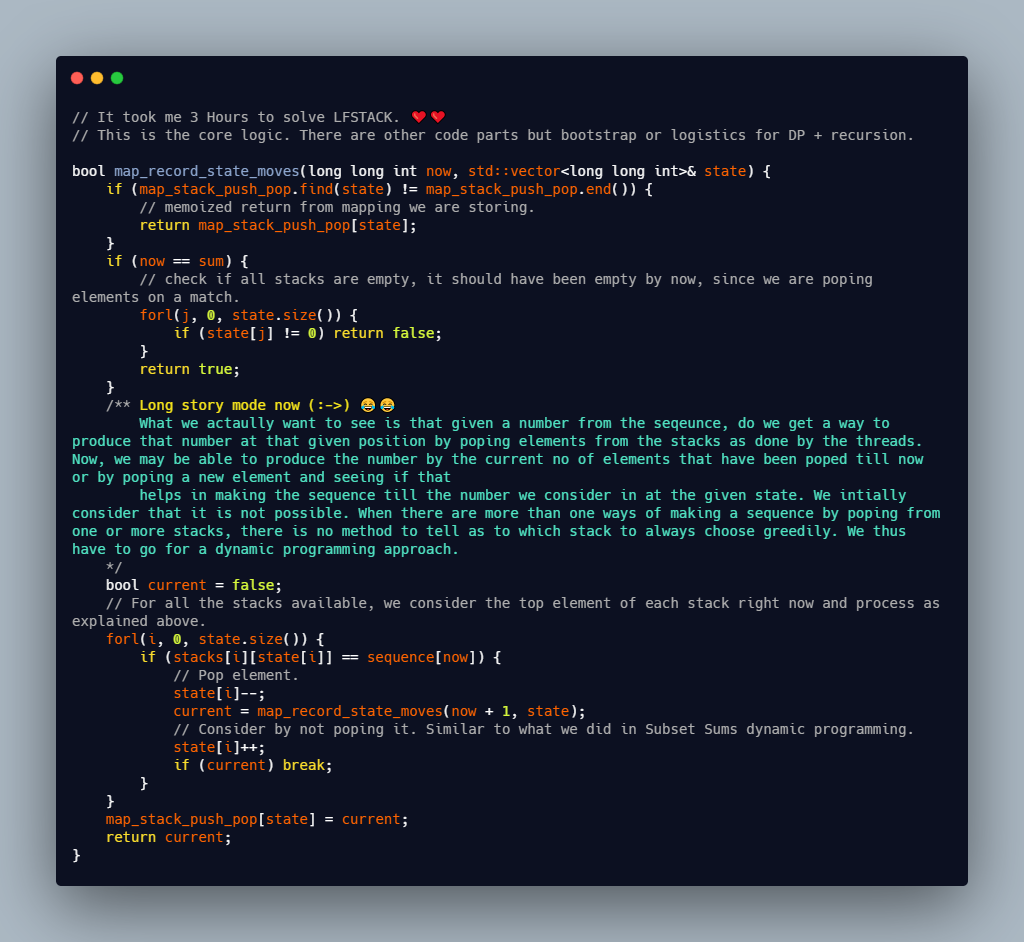 // It took me 3 Hours to solve LFSTACK. ❤️❤️
// This is the core logic. There are other code parts but bootstrap or logistics for DP + recursion.

bool map_record_state_moves(long long int now, std::vector<long long int>& state) {
    if (map_stack_push_pop.find(state) != map_stack_push_pop.end()) {
        // memoized return from mapping we are storing.
        return map_stack_push_pop[state];
    }
    if (now == sum) {
        // check if all stacks are empty, it should have been empty by now, since we are poping
elements on a match.
        forl(j, 0, state.size()) {
            if (state[j] != 0) return false;
        }
        return true;
    }
    /** Long story mode now (:->) 😂😂
        What we actaully want to see is that given a number from the seqeunce, do we get a way to
produce that number at that given position by poping elements from the stacks as done by the threads.
Now, we may be able to produce the number by the current no of elements that have been poped till now
or by poping a new element and seeing if that
        helps in making the sequence till the number we consider in at the given state. We intially
consider that it is not possible. When there are more than one ways of making a sequence by poping from
one or more stacks, there is no method to tell as to which stack to always choose greedily. We thus
have to go for a dynamic programming approach.
    */
    bool current = false;
    // For all the stacks available, we consider the top element of each stack right now and process as
explained above.
    forl(i, 0, state.size()) {
        if (stacks[i][state[i]] == sequence[now]) {
            // Pop element.
            state[i]--;
            current = map_record_state_moves(now + 1, state);
            // Consider by not poping it. Similar to what we did in Subset Sums dynamic programming.
            state[i]++;
            if (current) break;
        }
    }
    map_stack_push_pop[state] = current;
    return current;
}